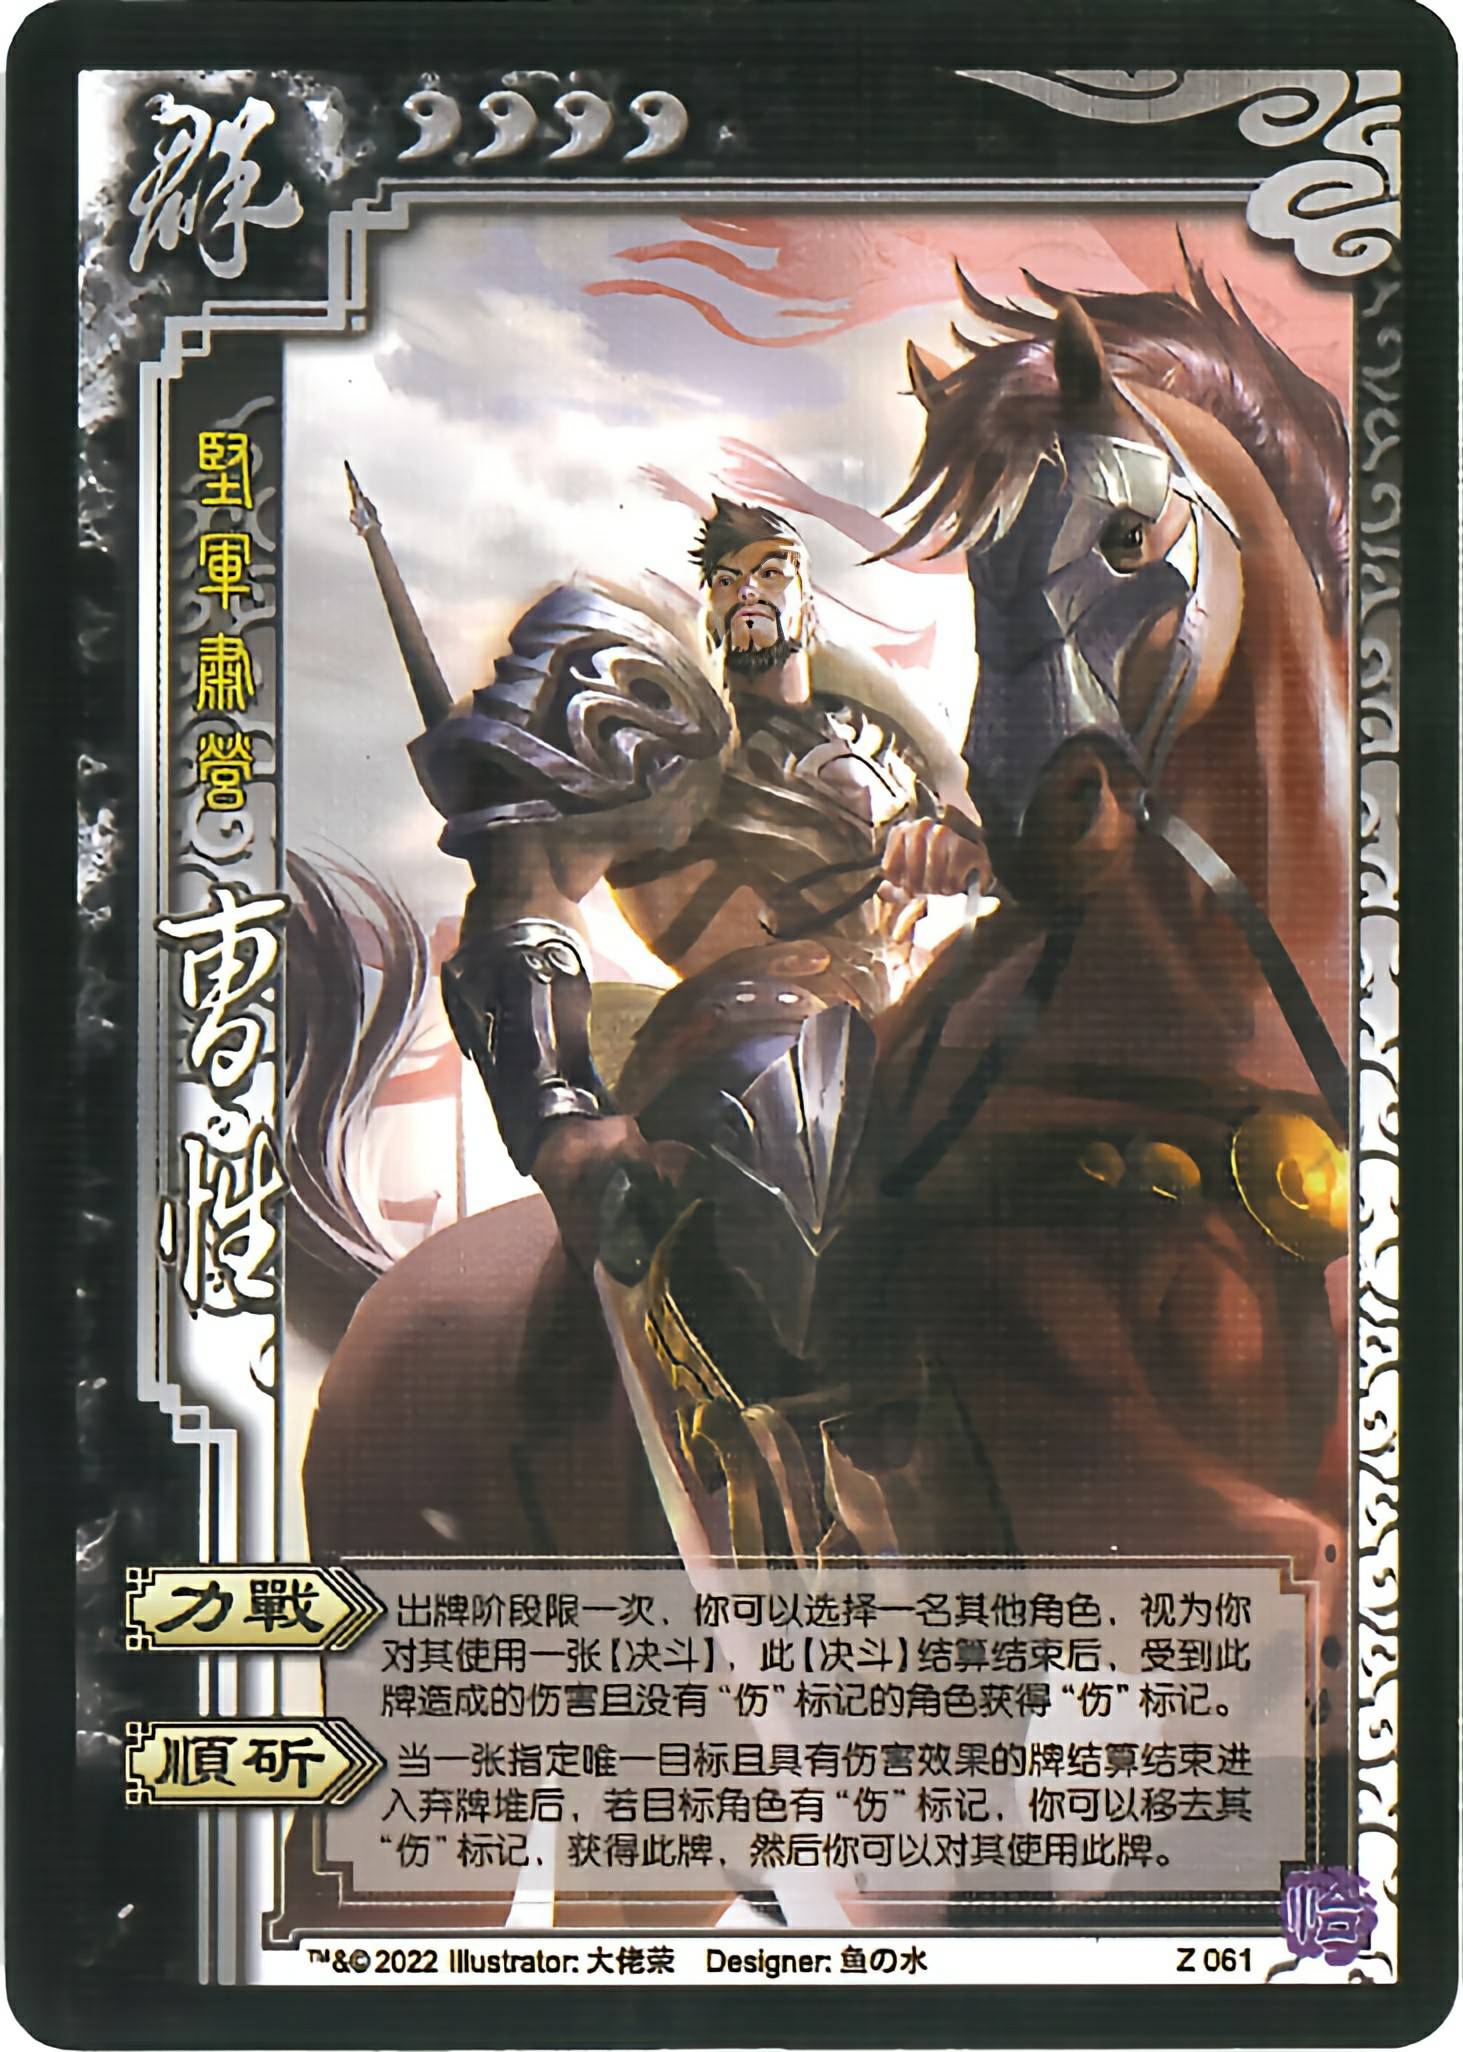 群
堅軍肅營
曹性
力戰
出牌阶段限一次，你可以选择一名其他角色，视为你
对其使用一张【决斗】，此【决斗】结算结束后，受到此
牌造成的伤害且没有“伤”标记的角色获得“伤”标记。
順斫
当一张指定唯一目标且具有伤害效果的牌结算结束进
入弃牌堆后，若目标角色有“伤”标记，你可以移去其
“伤”标记，获得此牌，然后你可以对其使用此牌。
™&© 2022 Illustrator: 大佬荣 Designer: 鱼の水
Z 061